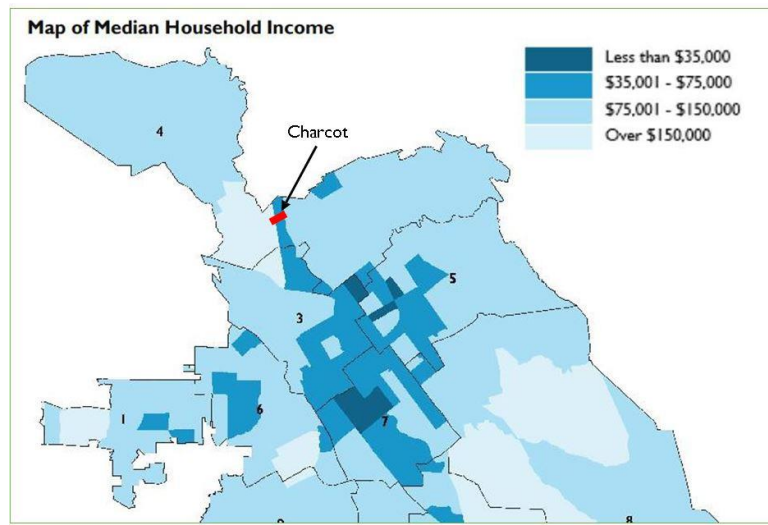 Map of Median Household Income
Less than $35,000
$35,001 - $75,000
$75,001 - $150,000
Over $150,000
4
Charcot
5
3
1
6
7
8